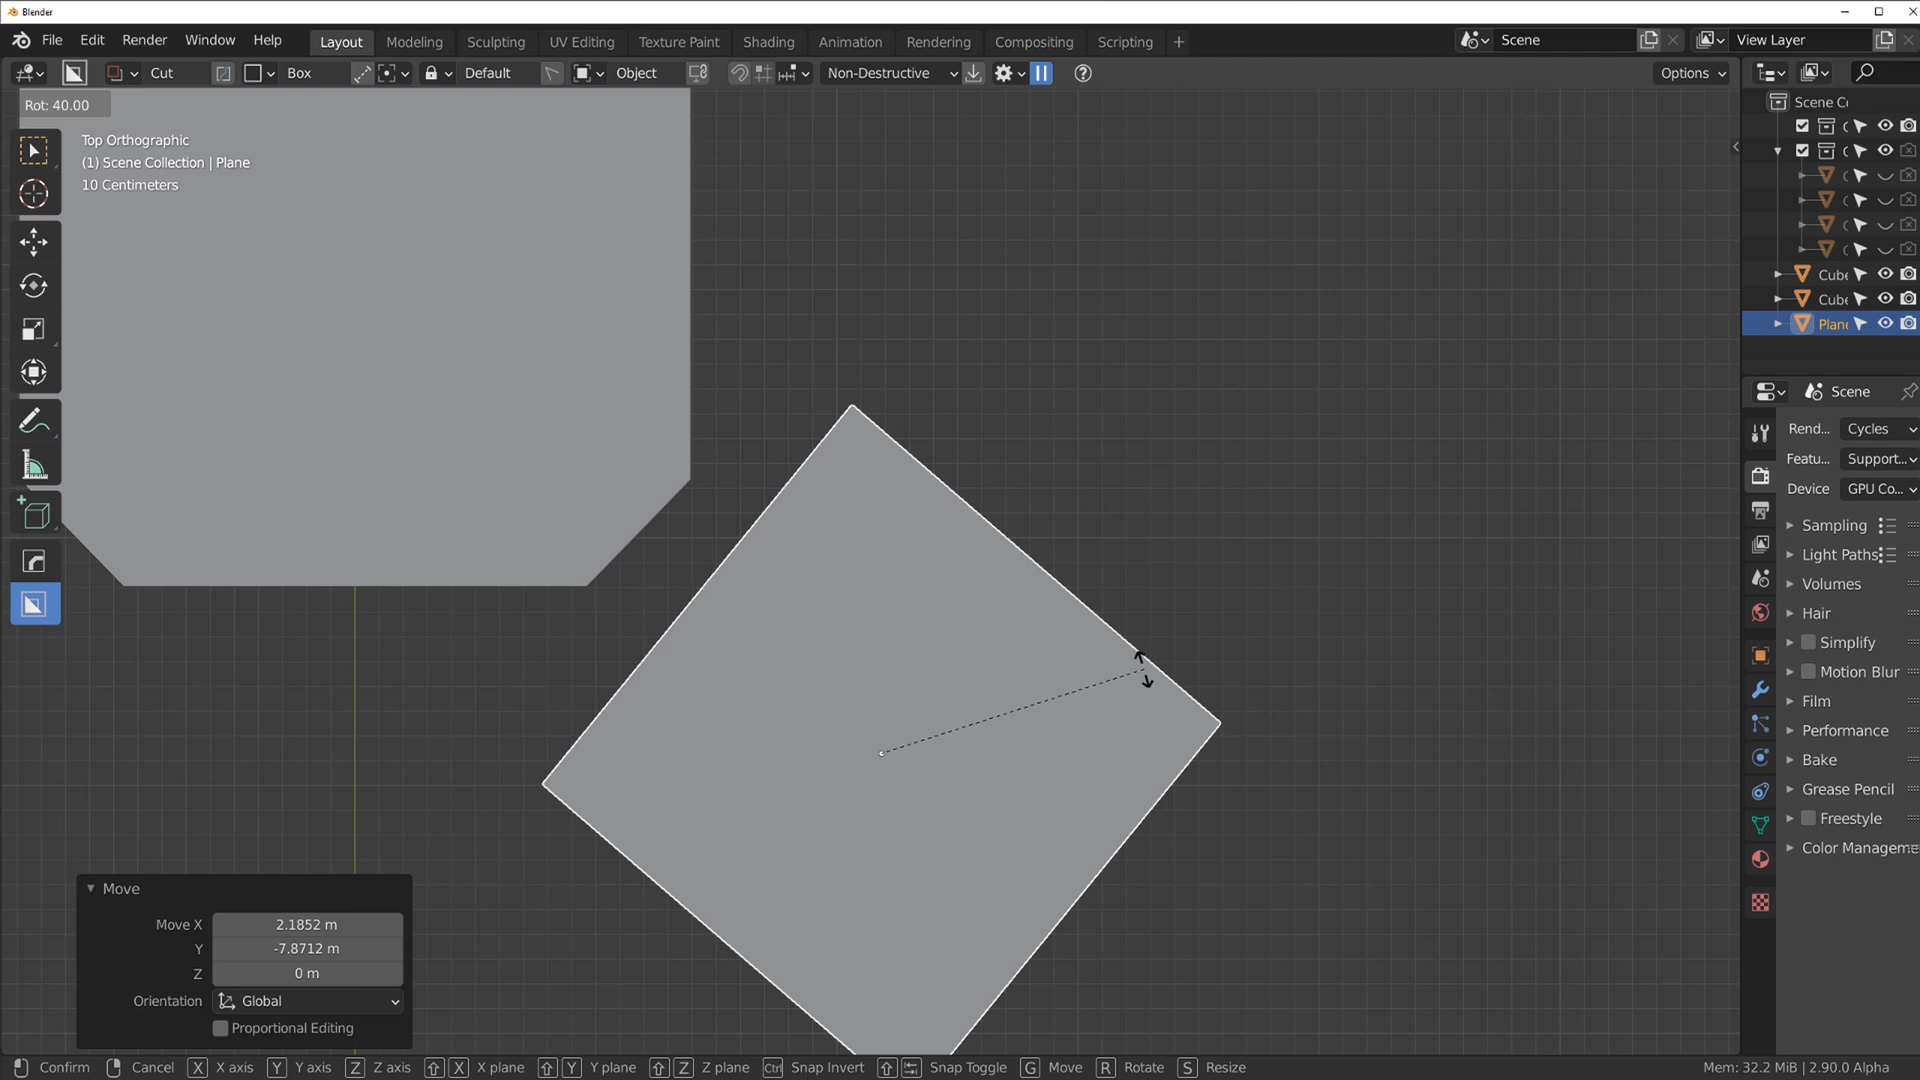 Blender
File Edit Render Window Help
Layout Modeling Sculpting UV Editing Texture Paint Shading Animation Rendering Compositing Scripting +
Scene
View Layer
Cut Box Default Object Non-Destructive Options
Rot: 40.00
Top Orthographic
(1) Scene Collection | Plane
10 Centimeters
Scene Cı
Cube
Cube
Plane
Scene
Rend... Cycles
Featu... Support...
Device GPU Co...
Sampling
Light Paths
Volumes
Hair
Simplify
Motion Blur
Film
Performance
Bake
Grease Pencil
Freestyle
Color Manageme
Move
Move X 2.1852 m
Y -7.8712 m
Z 0 m
Orientation Global
Proportional Editing
Confirm Cancel X X axis Y Y axis Z Z axis X X plane Y Y plane Z Z plane Ctrl Snap Invert Snap Toggle G Move R Rotate S Resize Mem: 32.2 MiB | 2.90.0 Alpha